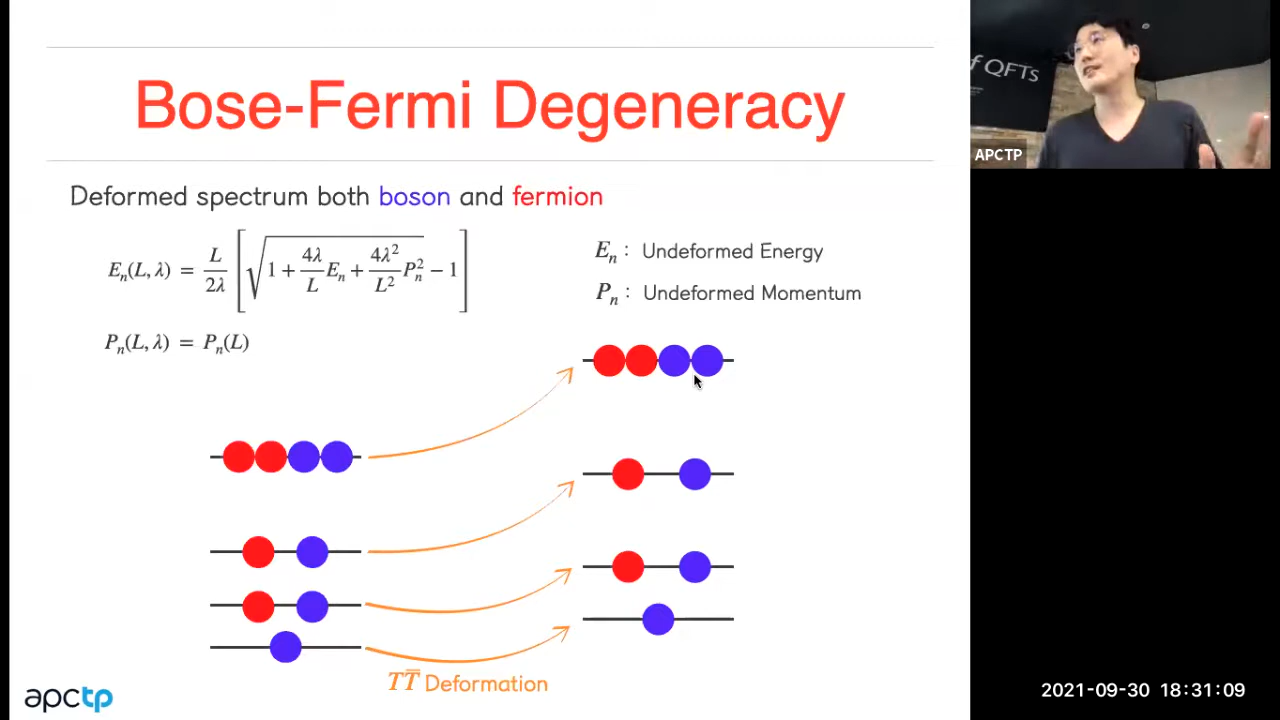 Bose-Fermi Degeneracy
Deformed spectrum both boson and fermion
E_n(L, λ) = L/2λ [√(1 + 4λ/L E_n + 4λ²/L² P_n²) − 1]
E_n : Undeformed Energy
P_n : Undeformed Momentum
P_n(L, λ) = P_n(L)
TT̅ Deformation
apctp
f QFTs
APCTP
2021-09-30 18:31:09